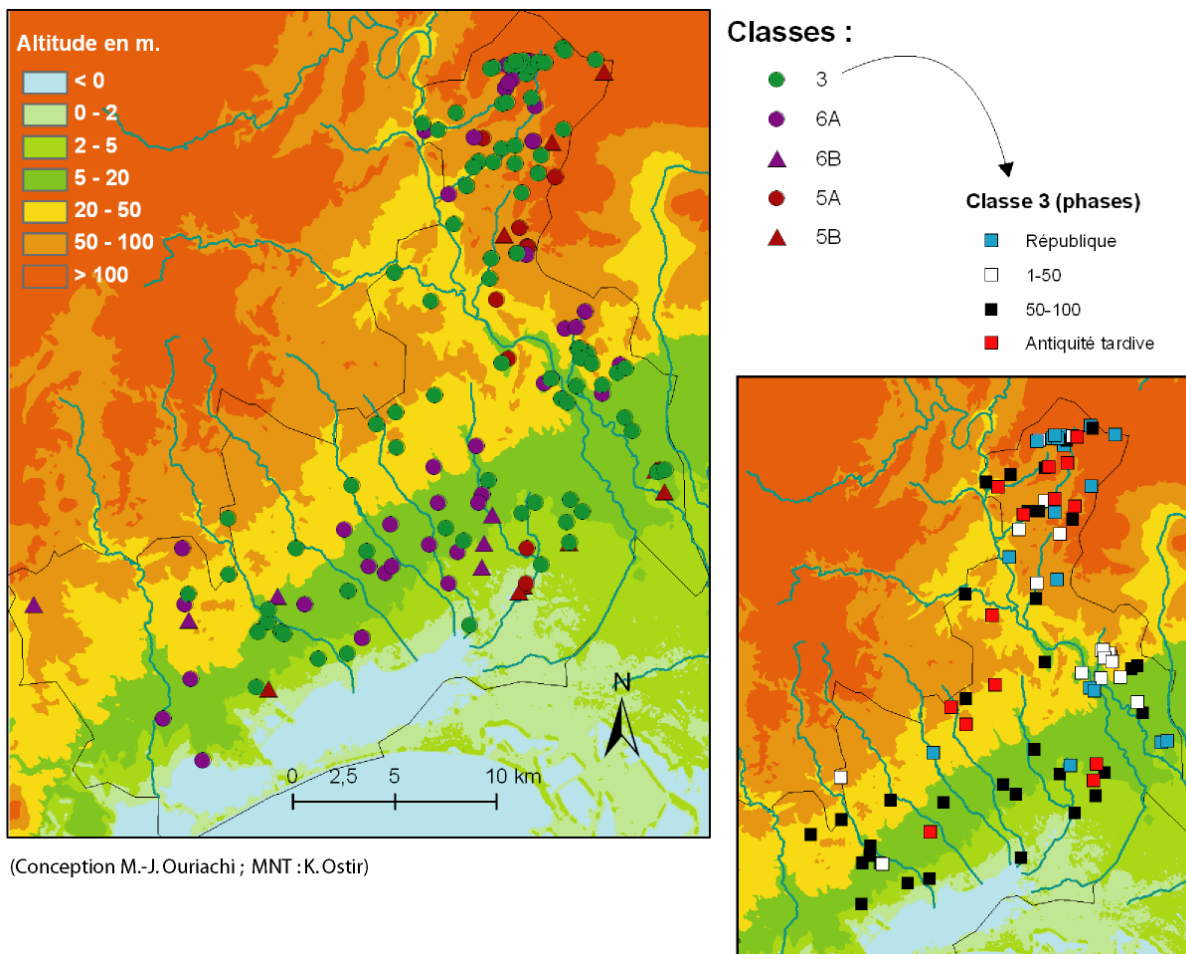 Altitude en m.
< 0
0 - 2
2 - 5
5 - 20
20 - 50
50 - 100
> 100
N
0 2,5 5 10 km
Classes :
3
6A
6B
5A
5B
Classe 3 (phases)
République
1-50
50-100
Antiquité tardive
(Conception M.-J. Ouriachi ; MNT : K. Ostir)